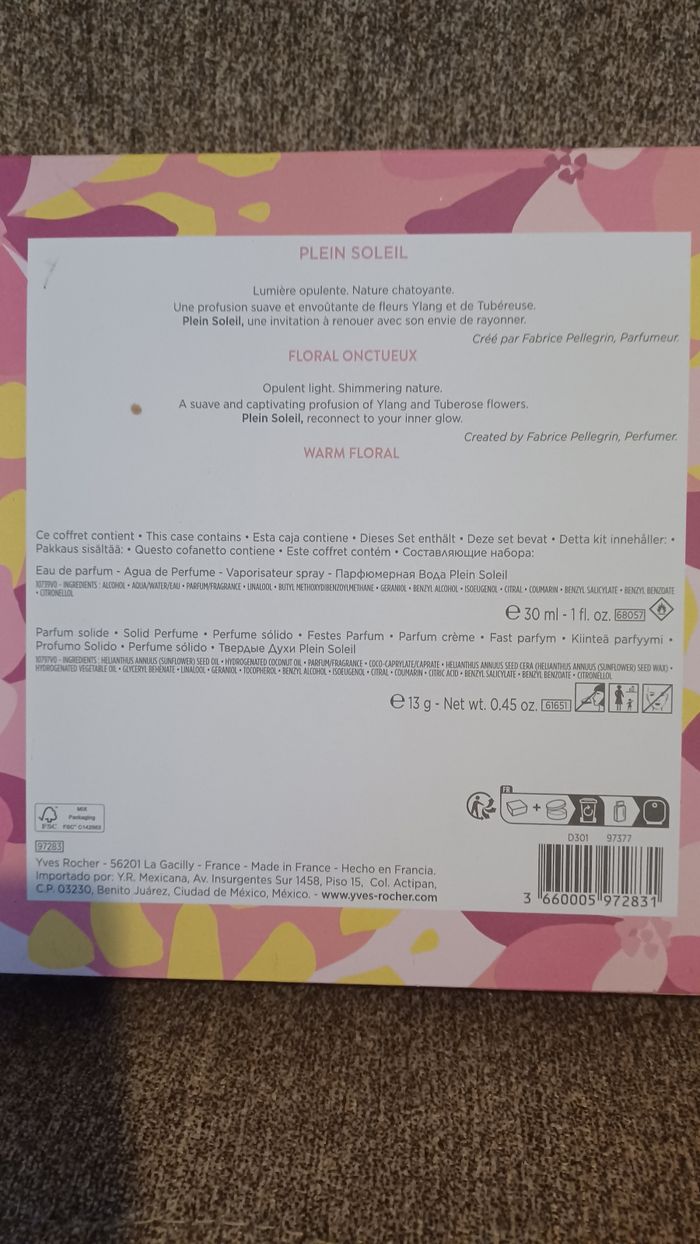 PLEIN SOLEIL
Lumière opulente. Nature chatoyante.
Une profusion suave et envoûtante de fleurs Ylang et de Tubéreuse.
Plein Soleil, une invitation à renouer avec son envie de rayonner.
Créé par Fabrice Pellegrin, Parfumeur.
FLORAL ONCTUEUX
Opulent light. Shimmering nature.
A suave and captivating profusion of Ylang and Tuberose flowers.
Plein Soleil, reconnect to your inner glow.
Created by Fabrice Pellegrin, Perfumer.
WARM FLORAL
Ce coffret contient • This case contains • Esta caja contiene • Dieses Set enthält • Deze set bevat • Detta kit innehåller: •
Pakkaus sisältää: • Questo cofanetto contiene • Este coffret contém • Составляющие набора:
Eau de parfum - Agua de Perfume - Vaporisateur spray - Парфюмерная Вода Plein Soleil
INGREDIENTS : ALCOHOL • AQUA/WATER/EAU • PARFUM/FRAGRANCE • LINALOOL • BUTYL METHOXYDIBENZOYLMETHANE • GERANIOL • BENZYL ALCOHOL • ISOEUGENOL • CITRAL • COUMARIN • BENZYL SALICYLATE • BENZYL BENZOATE
• CITRONELLOL
℮ 30 ml - 1 fl. oz. 68057
Parfum solide • Solid Perfume • Perfume sólido • Festes Parfum • Parfum crème • Fast parfym • Kiinteä parfyymi •
Profumo Solido • Perfume sólido • Твердые Духи Plein Soleil
INGREDIENTS : HELIANTHUS ANNUUS (SUNFLOWER) SEED OIL • HYDROGENATED COCONUT OIL • PARFUM/FRAGRANCE • COCO-CAPRYLATE/CAPRATE • HELIANTHUS ANNUUS SEED CERA (HELIANTHUS ANNUUS (SUNFLOWER) SEED WAX) •
HYDROGENATED VEGETABLE OIL • GLYCERYL BEHENATE • LINALOOL • GERANIOL • TOCOPHEROL • BENZYL ALCOHOL • ISOEUGENOL • CITRAL • COUMARIN • CITRIC ACID • BENZYL SALICYLATE • BENZYL BENZOATE • CITRONELLOL
℮ 13 g - Net wt. 0.45 oz. 61651
FR
MIX
Packaging
FSC FSC® C142963
D301 97377
97283
Yves Rocher - 56201 La Gacilly - France - Made in France - Hecho en Francia.
Importado por: Y.R. Mexicana, Av. Insurgentes Sur 1458, Piso 15, Col. Actipan,
C.P. 03230, Benito Juárez, Ciudad de México, México. - www.yves-rocher.com
3 660005 972831